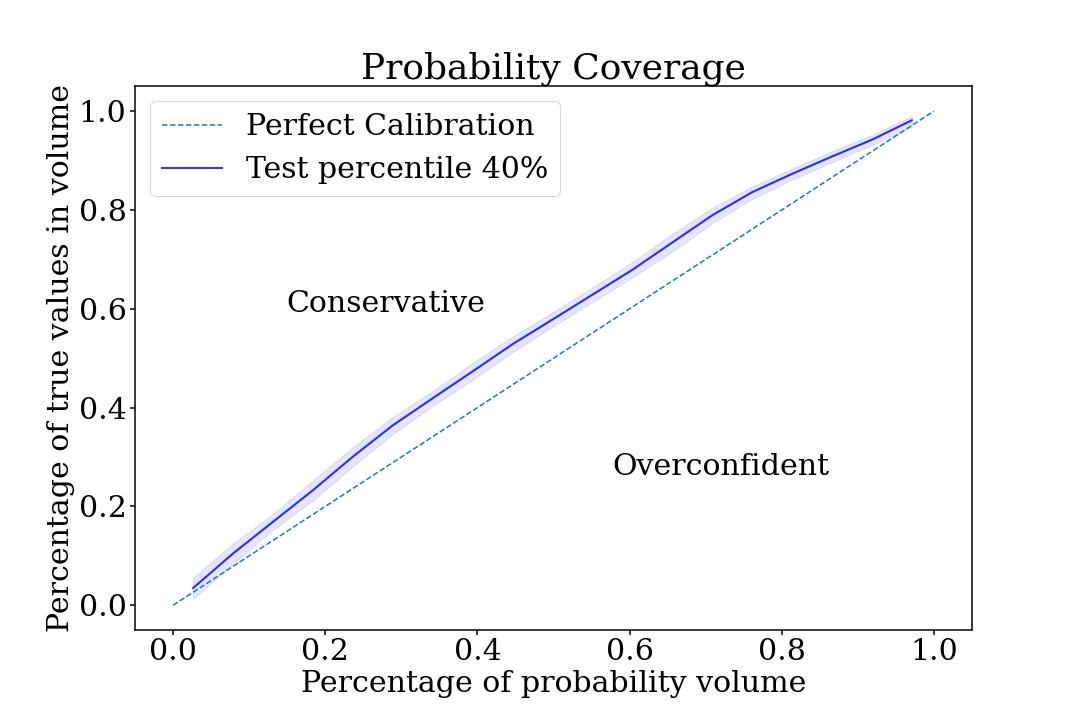 Probability Coverage
Percentage of true values in volume
1.0
0.8
0.6
0.4
0.2
0.0
Perfect Calibration
Test percentile 40%
Conservative
Overconfident
0.0 0.2 0.4 0.6 0.8 1.0
Percentage of probability volume